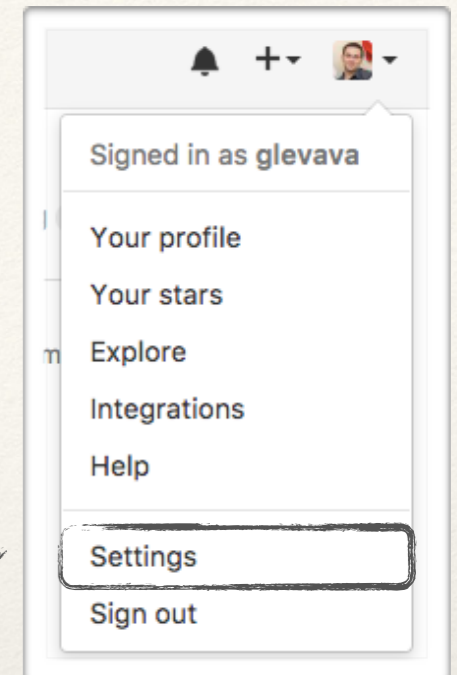 Signed in as glevava
Your profile
Your stars
Explore
m
Integrations
Help
Settings
Sign out